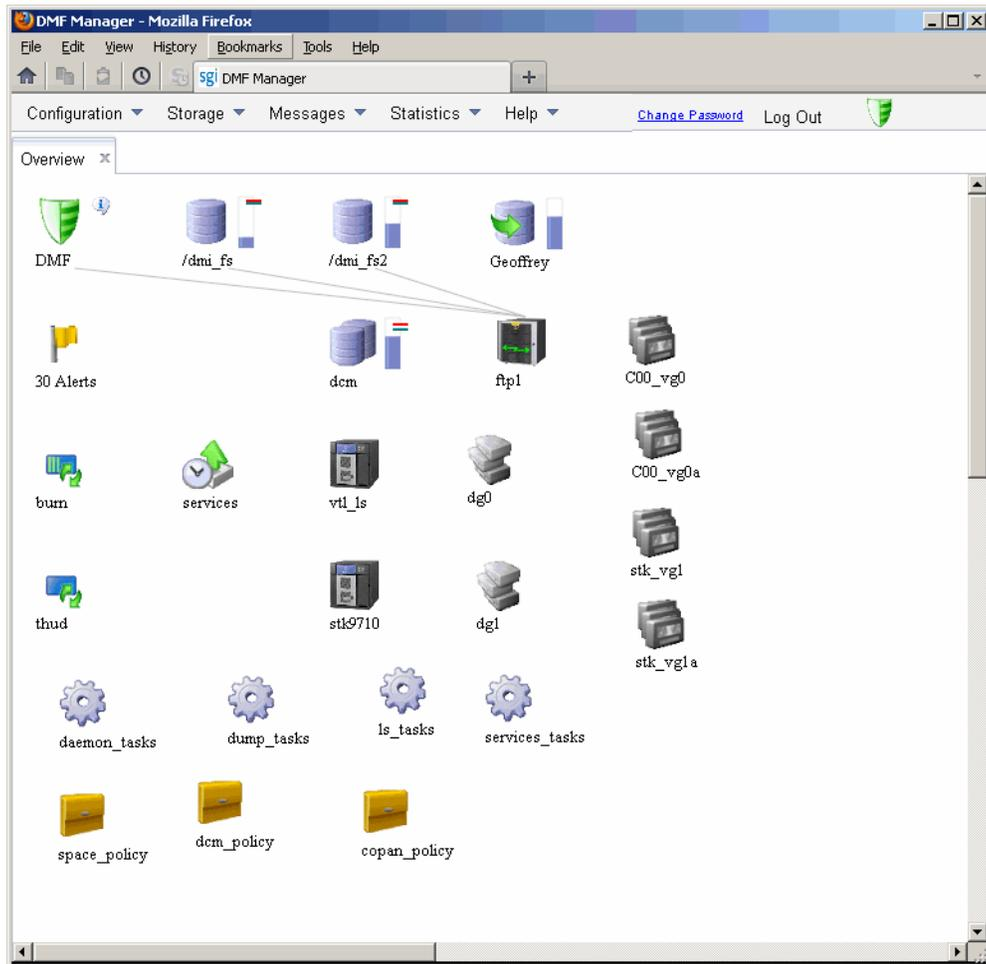 DMF Manager - Mozilla Firefox
File Edit View History Bookmarks Tools Help
sgi DMF Manager
Configuration Storage Messages Statistics Help Change Password Log Out
Overview
DMF /dmi_fs /dmi_fs2 Geoffrey
30 Alerts dcm ftp1 C00_vg0
C00_vg0a
burn services vtl_ls dg0
stk_vg1
thud stk9710 dg1
stk_vg1a
daemon_tasks dump_tasks ls_tasks services_tasks
space_policy dcm_policy copan_policy